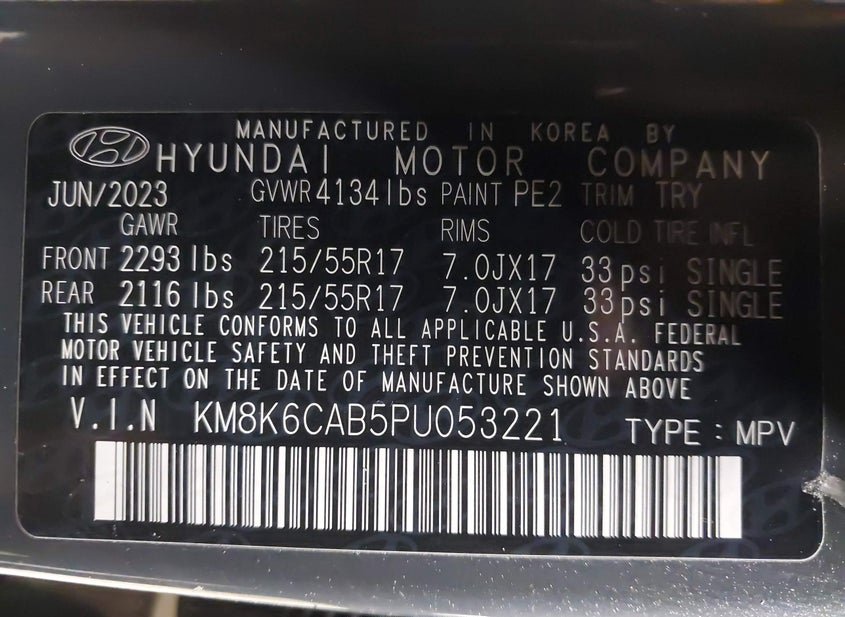 MANUFACTURED IN KOREA BY
HYUNDAI MOTOR COMPANY
JUN/2023 GVWR 4134 lbs PAINT PE2 TRIM TRY
GAWR TIRES RIMS COLD TIRE INFL
FRONT 2293 lbs 215/55R17 7.0JX17 33psi SINGLE
REAR 2116 lbs 215/55R17 7.0JX17 33psi SINGLE
THIS VEHICLE CONFORMS TO ALL APPLICABLE U.S.A. FEDERAL
MOTOR VEHICLE SAFETY AND THEFT PREVENTION STANDARDS
IN EFFECT ON THE DATE OF MANUFACTURE SHOWN ABOVE
V.I.N KM8K6CAB5PU053221 TYPE : MPV